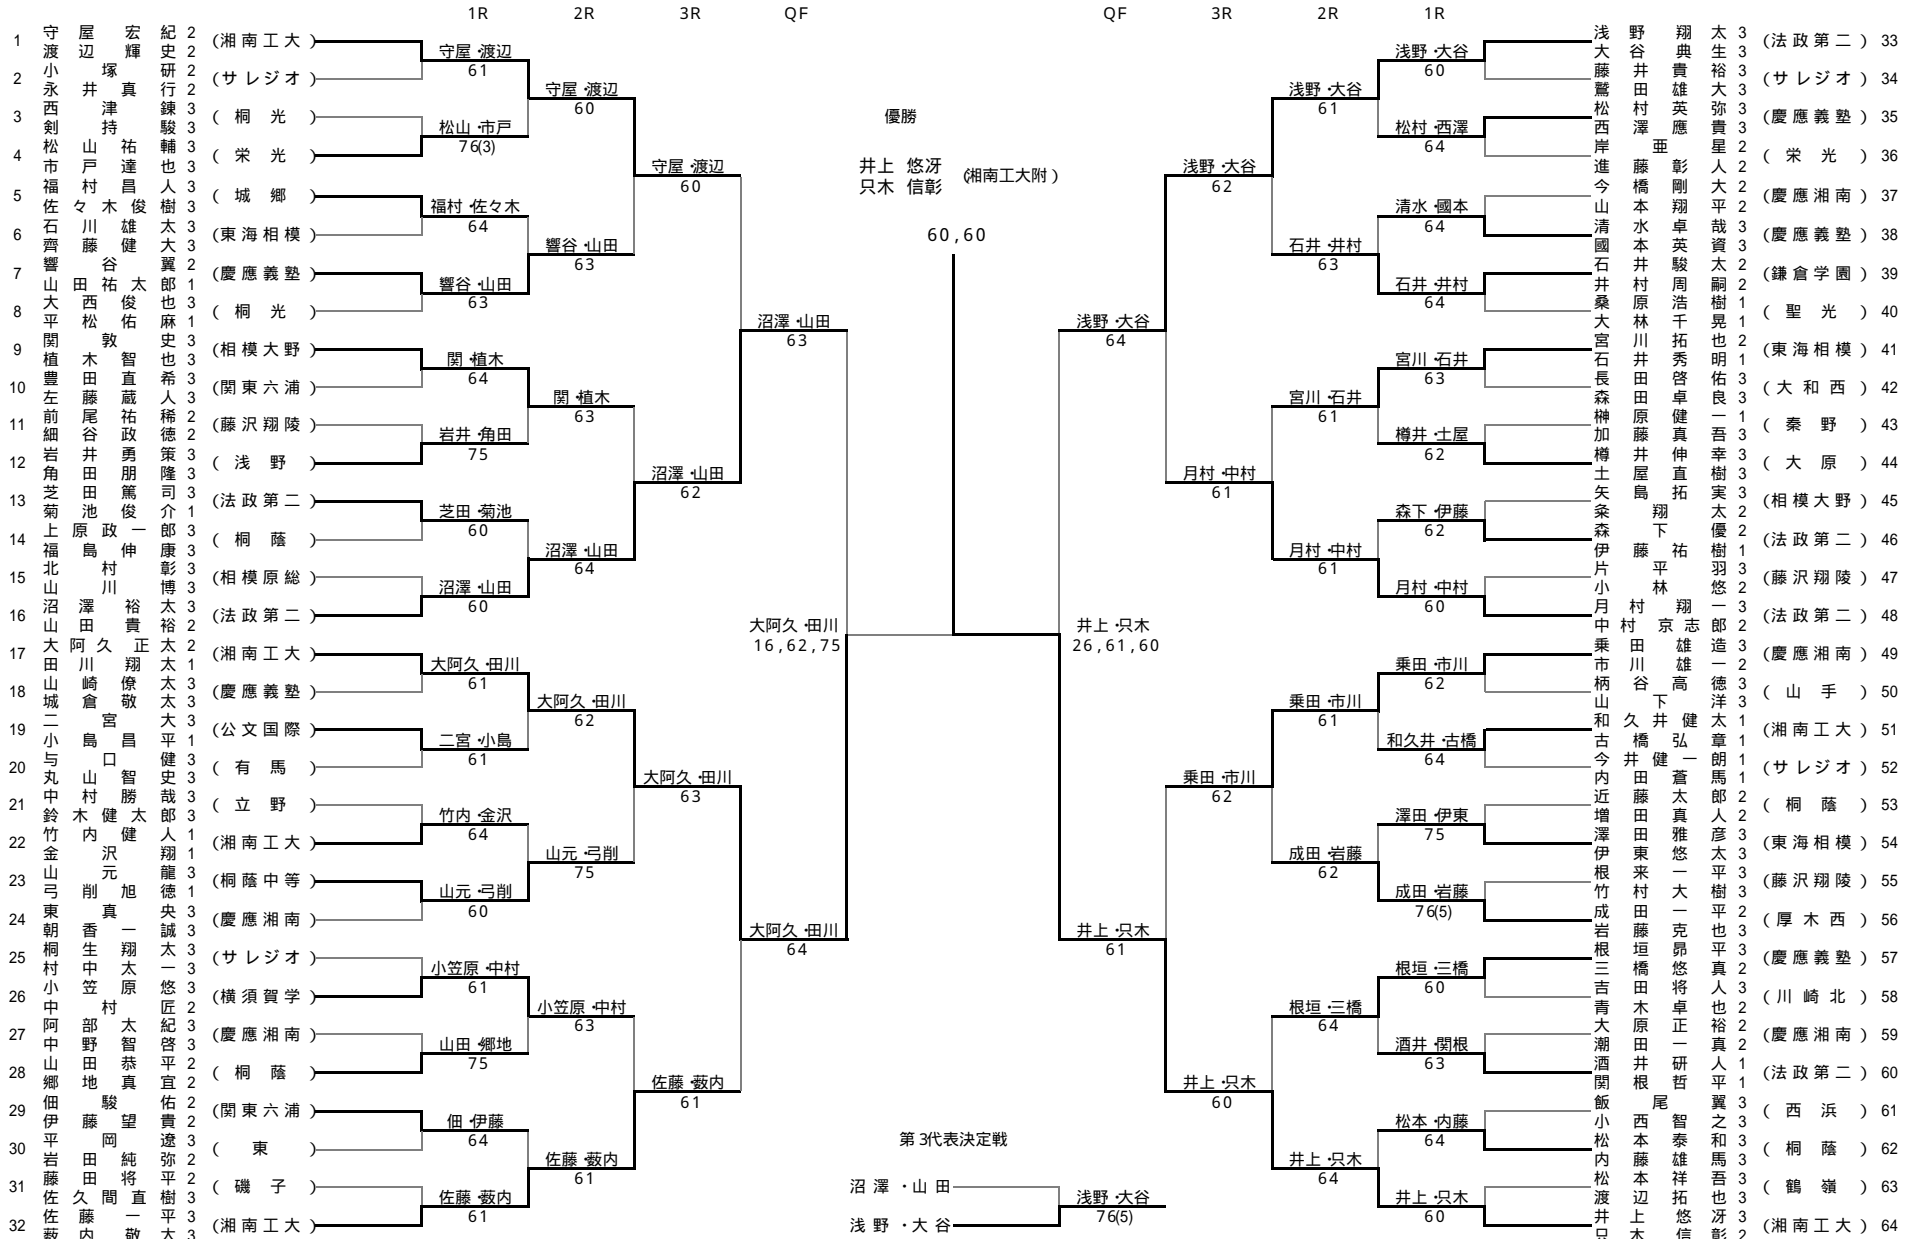 1R 2R 3R QF QF 3R 2R 1R
1 守屋宏紀 2 (湘南工大)
渡辺輝史 2
2 小塚研 2 (サレジオ)
永井真行 2
3 西津錬 3 (桐光)
剣持駿 3
4 松山祐輔 3 (栄光)
市戸達也 3
5 福村昌人 3 (城郷)
佐々木俊樹 3
6 石川雄太 3 (東海相模)
齊藤健大 3
7 響谷翼 2 (慶應義塾)
山田祐太郎 1
8 大西俊也 3 (桐光)
平松佑麻 1
9 関敦史 3 (相模大野)
植木智也 3
10 豊田直希 3 (関東六浦)
左藤蔵人 3
11 前尾祐稀 2 (藤沢翔陵)
細谷政徳 2
12 岩井勇策 3 (浅野)
角田朋隆 3
13 芝田篤司 3 (法政第二)
菊池俊介 1
14 上原政一郎 3 (桐蔭)
福島伸康 3
15 北村彰 3 (相模原総)
山川博 3
16 沼澤裕太 3 (法政第二)
山田貴裕 2
17 大阿久正太 2 (湘南工大)
田川翔太 1
18 山崎僚太 3 (慶應義塾)
城倉敬太 3
19 二宮大 3 (公文国際)
小島昌平 1
20 与口健 3 (有馬)
丸山智史 3
21 中村勝哉 3 (立野)
鈴木健太郎 3
22 竹内健人 1 (湘南工大)
金沢翔 1
23 山元龍 3 (桐蔭中等)
弓削旭徳 1
24 東真央 3 (慶應湘南)
朝香一誠 3
25 桐生翔太 3 (サレジオ)
村中太一 3
26 小笠原悠 3 (横須賀学)
中村匠 2
27 阿部太紀 3 (慶應湘南)
中野智啓 3
28 山田恭平 2 (桐蔭)
郷地真宜 2
29 佃駿佑 2 (関東六浦)
伊藤望貴 2
30 平岡遼 3 (東)
岩田純弥 2
31 藤田将平 2 (磯子)
佐久間直樹 3
32 佐藤一平 3 (湘南工大)
薮内敬大 3
守屋・渡辺
61
松山・市戸
76(3)
福村・佐々木
64
響谷・山田
63
関・植木
64
岩井・角田
75
芝田・菊池
60
沼澤・山田
60
大阿久・田川
61
二宮・小島
61
竹内・金沢
64
山元・弓削
60
小笠原・中村
61
山田・郷地
75
佃・伊藤
64
佐藤・薮内
61
守屋・渡辺
60
響谷・山田
63
関・植木
63
沼澤・山田
64
大阿久・田川
62
山元・弓削
75
小笠原・中村
63
佐藤・薮内
61
守屋・渡辺
60
沼澤・山田
62
大阿久・田川
63
佐藤・薮内
61
沼澤・山田
63
大阿久・田川
64
大阿久・田川
16,62,75
優勝
井上 悠冴
只木 信彰
(湘南工大附)
60,60
井上・只木
26,61,60
浅野・大谷
64
井上・只木
61
浅野・大谷
62
月村・中村
61
乗田・市川
62
井上・只木
60
浅野・大谷
61
石井・井村
63
宮川・石井
61
月村・中村
61
乗田・市川
61
成田・岩藤
62
根垣・三橋
64
井上・只木
64
浅野・大谷
60
松村・西澤
64
清水・國本
64
石井・井村
64
宮川・石井
63
樽井・土屋
62
森下・伊藤
62
月村・中村
60
乗田・市川
62
和久井・古橋
64
澤田・伊東
75
成田・岩藤
76(5)
根垣・三橋
60
酒井・関根
63
松本・内藤
64
井上・只木
60
浅野翔太 3 (法政第二) 33
大谷典生 3
藤井貴裕 3 (サレジオ) 34
鷲田雄大 3
松村英弥 3 (慶應義塾) 35
西澤應貴 3
岸亜星 2 (栄光) 36
進藤彰人 2
今橋剛大 2 (慶應湘南) 37
山本翔平 2
清水卓哉 3 (慶應義塾) 38
國本英資 3
石井駿太 2 (鎌倉学園) 39
井村周嗣 2
桑原浩樹 1 (聖光) 40
大林千晃 1
宮川拓也 2 (東海相模) 41
石井秀明 1
長田啓佑 3 (大和西) 42
森田卓良 3
榊原健一 1 (秦野) 43
加藤真吾 3
樽井伸幸 3 (大原) 44
土屋直樹 3
矢島拓実 3 (相模大野) 45
粂翔太 2
森下優 2 (法政第二) 46
伊藤祐樹 1
片平羽 3 (藤沢翔陵) 47
小林悠 2
月村翔一 3 (法政第二) 48
中村京志郎 2
乗田雄造 3 (慶應湘南) 49
市川雄一 2
柄谷高徳 3 (山手) 50
山下洋 3
和久井健太 1 (湘南工大) 51
古橋弘章 1
今井健一朗 1 (サレジオ) 52
内田蒼馬 1
近藤太郎 2 (桐蔭) 53
増田真人 2
澤田雅彦 3 (東海相模) 54
伊東悠太 3
根来一平 3 (藤沢翔陵) 55
竹村大樹 3
成田一平 2 (厚木西) 56
岩藤克也 3
根垣昴平 3 (慶應義塾) 57
三橋悠真 2
吉田将人 3 (川崎北) 58
青木卓也 2
大原正裕 2 (慶應湘南) 59
潮田一真 2
酒井研人 1 (法政第二) 60
関根哲平 1
飯尾翼 3 (西浜) 61
小西智之 3
松本泰和 3 (桐蔭) 62
内藤雄馬 3
松本祥吾 3 (鶴嶺) 63
渡辺拓也 3
井上悠冴 3 (湘南工大) 64
只木信彰 2
第3代表決定戦
沼澤・山田
浅野・大谷
浅野・大谷
76(5)